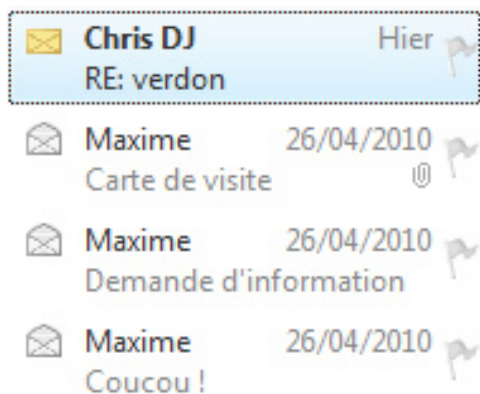 Chris DJ Hier
RE: verdon
Maxime 26/04/2010
Carte de visite
Maxime 26/04/2010
Demande d'information
Maxime 26/04/2010
Coucou !